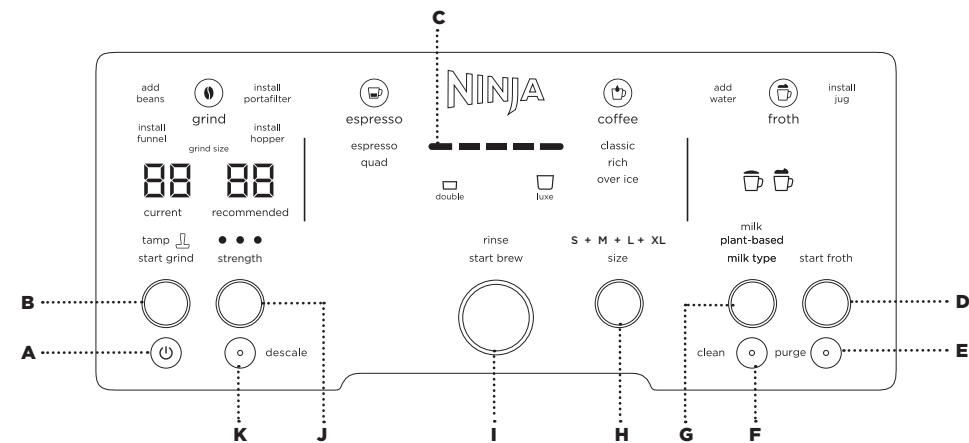 C
NINJA
add
beans
install
portafilter
grind
espresso
coffee
add
water
install
jug
froth
install
funnel
install
hopper
grind size
espresso
quad
classic
rich
over ice
88
88
current
recommended
double
luxe
milk
plant-based
milk type
tamp
start grind
strength
rinse
start brew
S + M + L + XL
size
start froth
B
D
A
descale
clean
purge
E
K
J
I
H
G
F